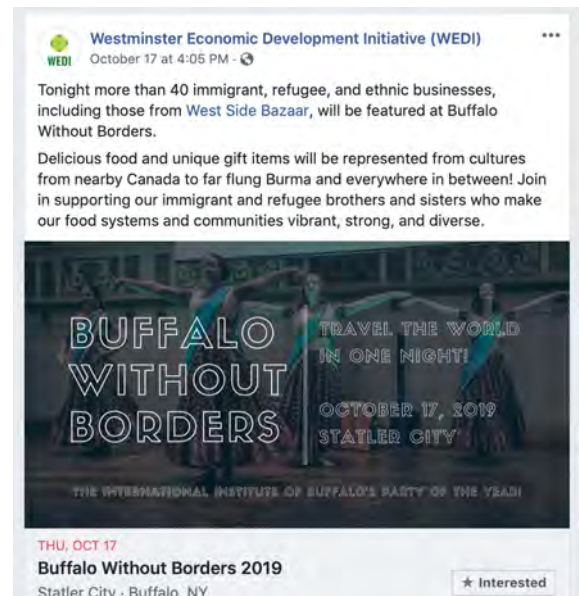 Westminster Economic Development Initiative (WEDI)
October 17 at 4:05 PM ·
WEDI
Tonight more than 40 immigrant, refugee, and ethnic businesses,
including those from West Side Bazaar, will be featured at Buffalo
Without Borders.
Delicious food and unique gift items will be represented from cultures
from nearby Canada to far flung Burma and everywhere in between! Join
in supporting our immigrant and refugee brothers and sisters who make
our food systems and communities vibrant, strong, and diverse.
BUFFALO
WITHOUT
BORDERS
TRAVEL THE WORLD
IN ONE NIGHT!
OCTOBER 17, 2019
STATLER CITY
THE INTERNATIONAL INSTITUTE OF BUFFALO'S PARTY OF THE YEAR!
THU, OCT 17
Buffalo Without Borders 2019
Statler City · Buffalo, NY
★ Interested